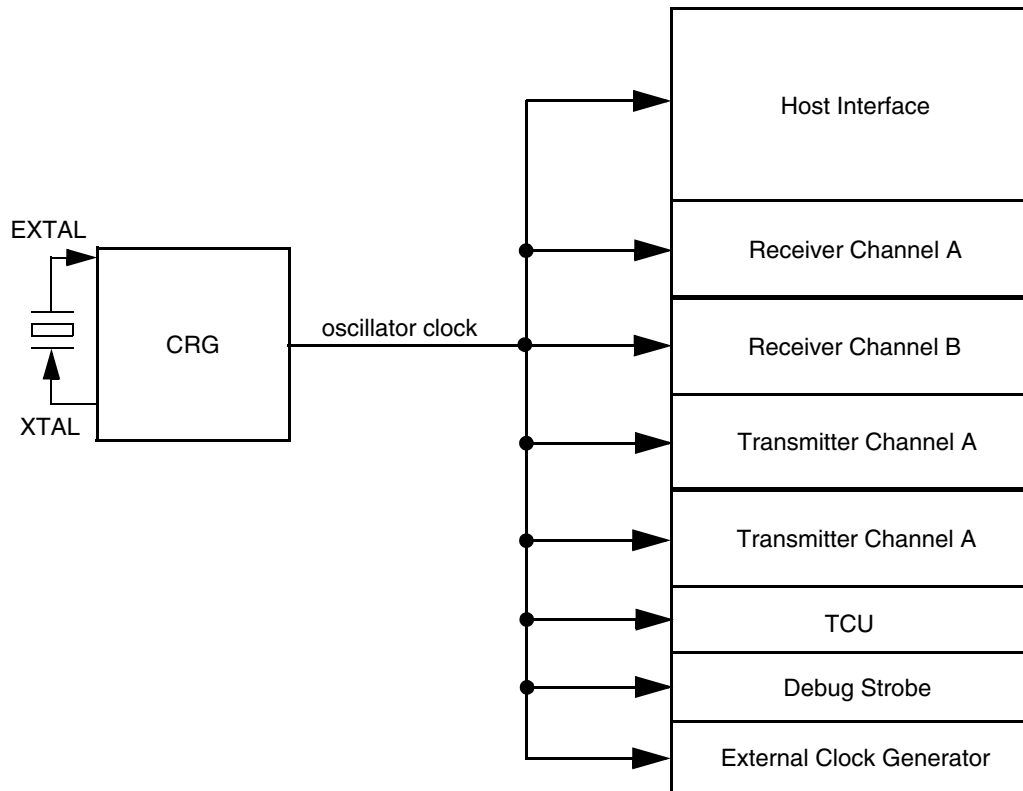 EXTAL
XTAL
CRG
oscillator clock
Host Interface
Receiver Channel A
Receiver Channel B
Transmitter Channel A
Transmitter Channel A
TCU
Debug Strobe
External Clock Generator